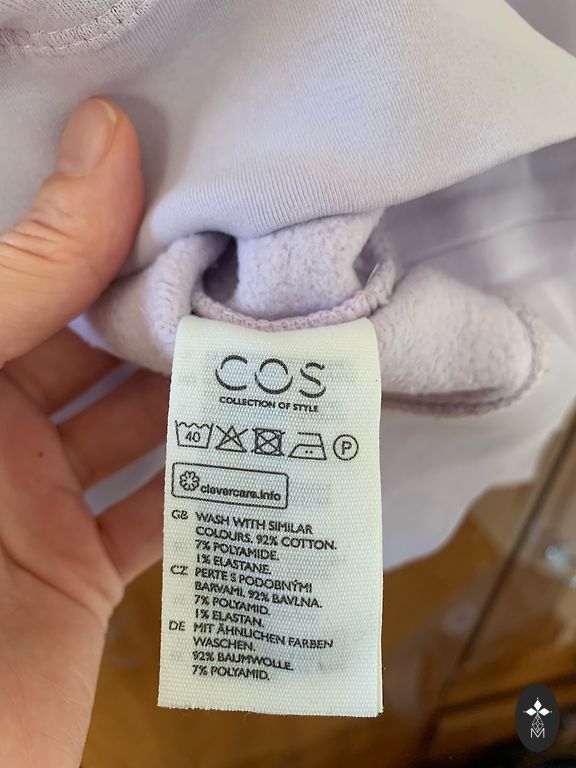 COS
COLLECTION OF STYLE
40
P
clevercare.info
GB WASH WITH SIMILAR
COLOURS. 92% COTTON.
7% POLYAMIDE.
1% ELASTANE.
CZ PERTE S PODOBNÝMI
BARVAMI. 92% BAVLNA.
7% POLYAMID.
1% ELASTAN.
DE MIT ÄHNLICHEN FARBEN
WASCHEN.
92% BAUMWOLLE.
7% POLYAMID.
M